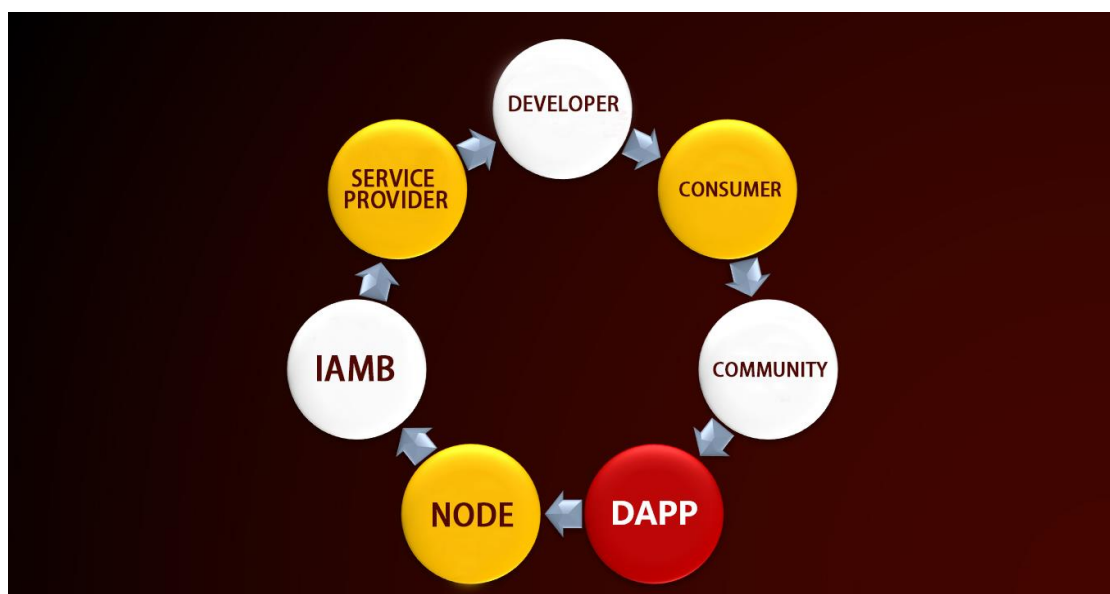 DEVELOPER
CONSUMER
COMMUNITY
DAPP
NODE
IAMB
SERVICE
PROVIDER